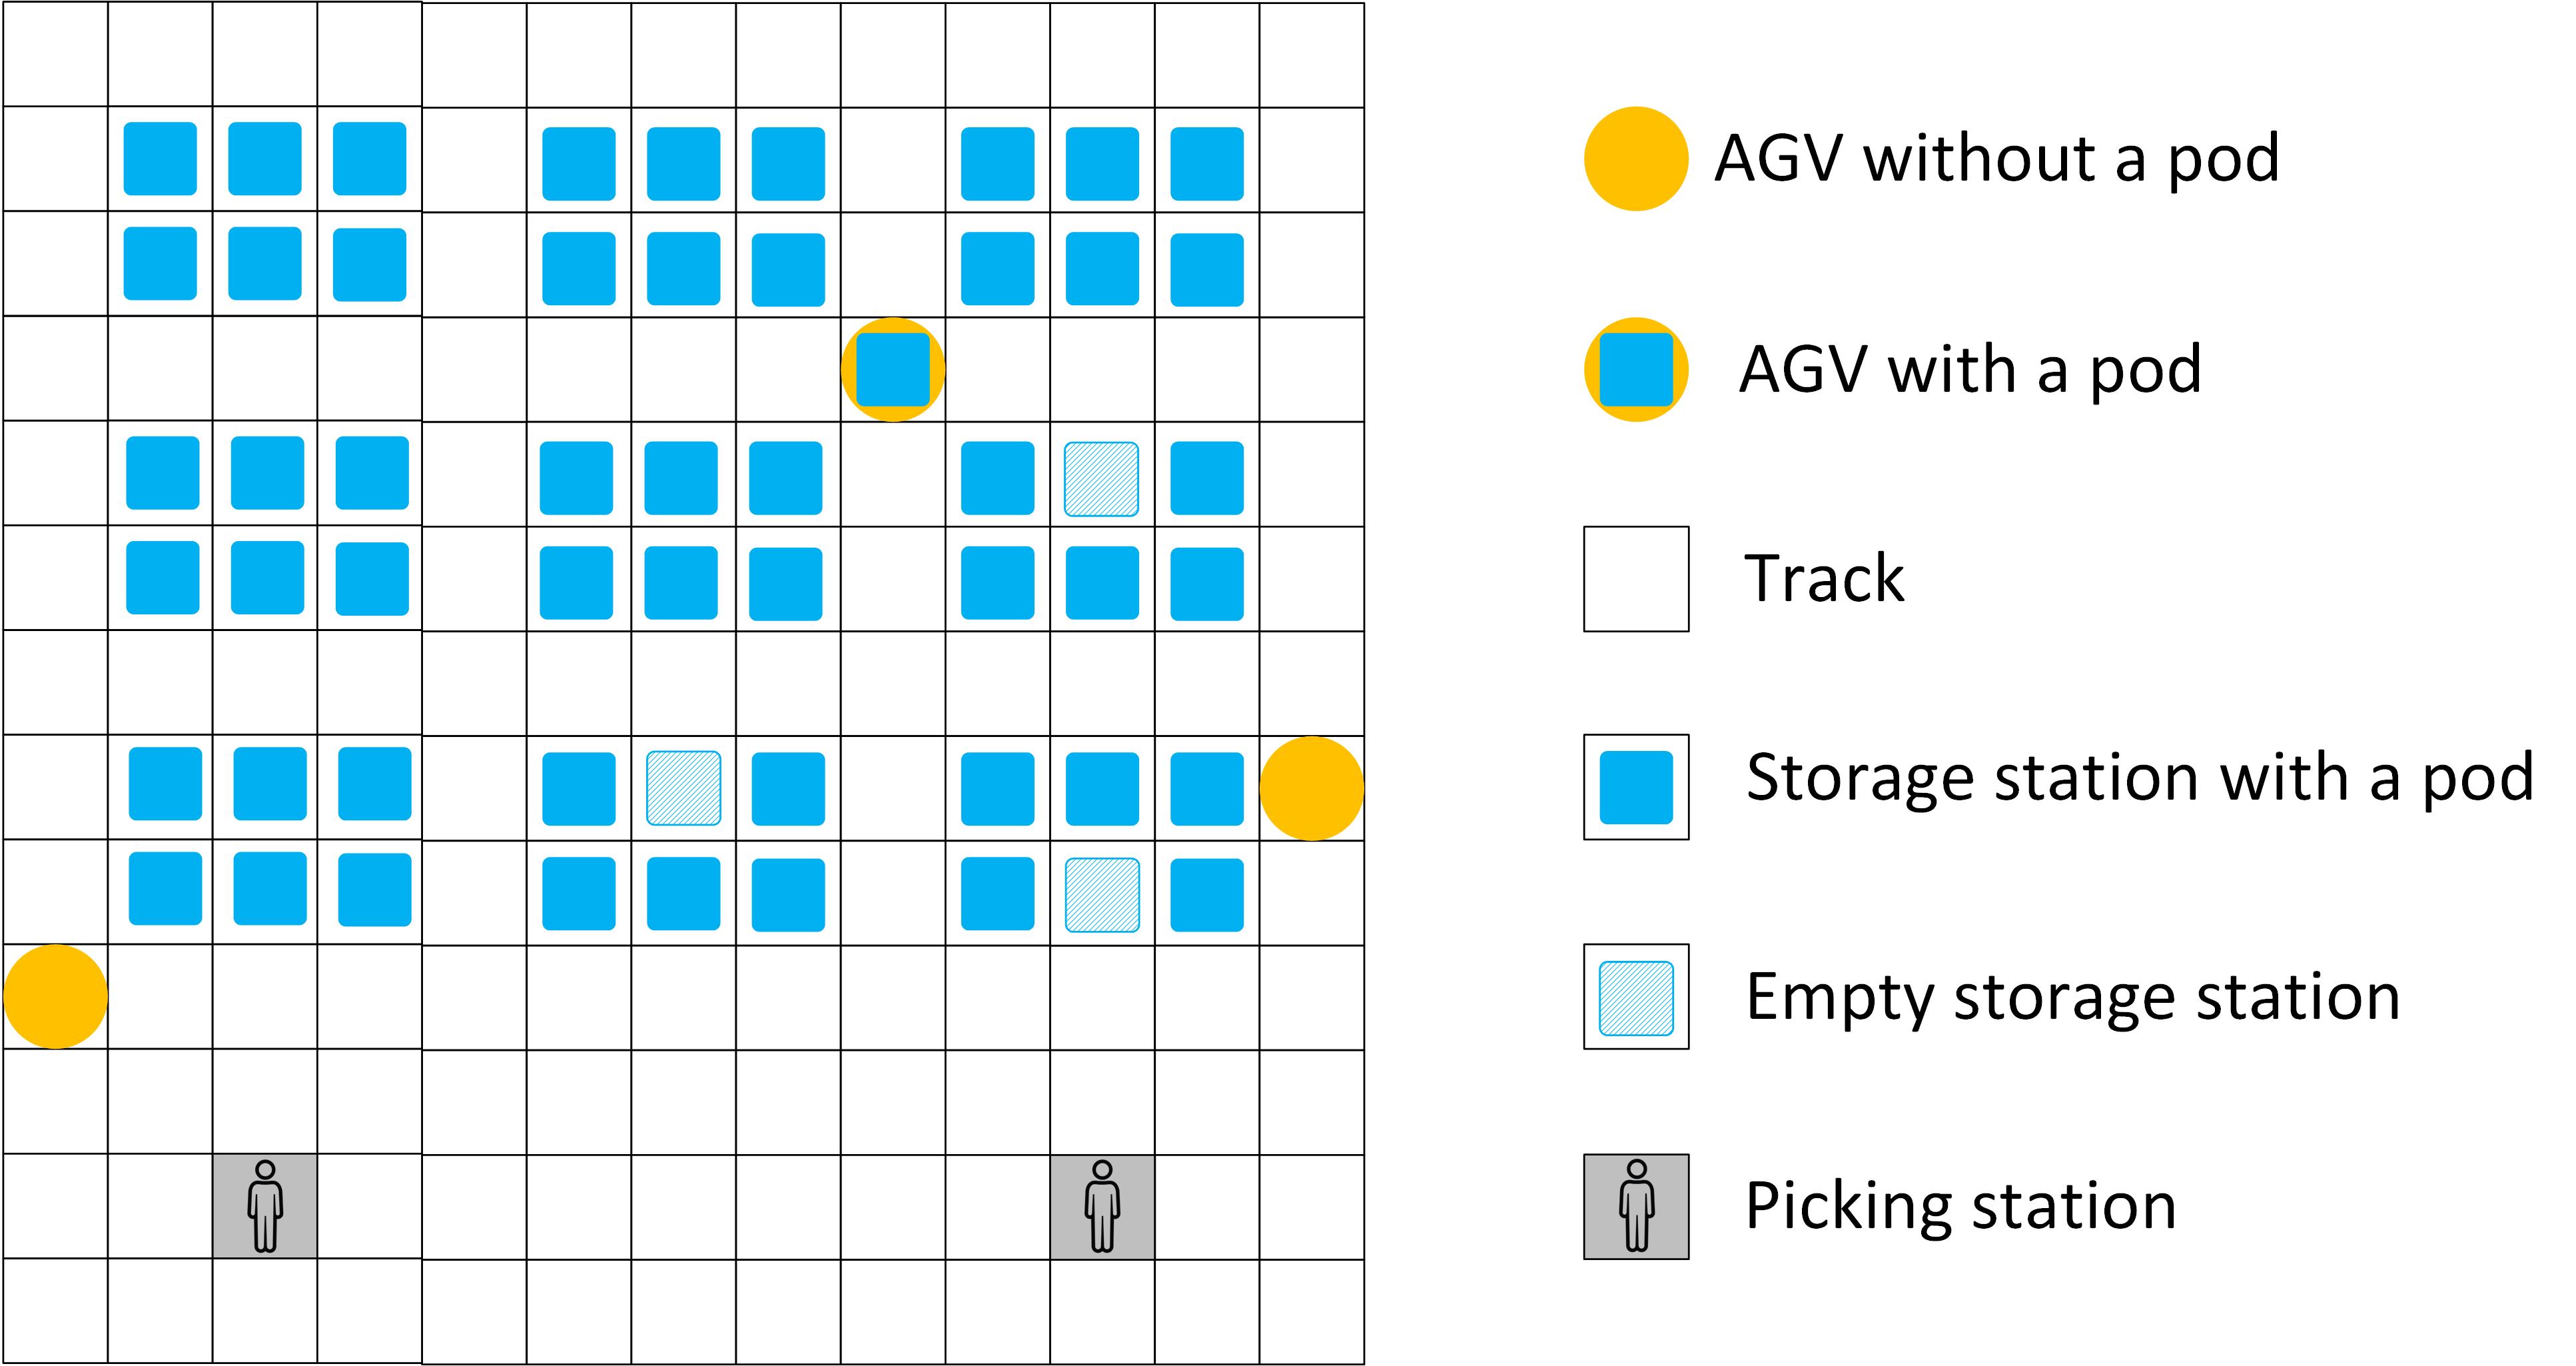 AGV without a pod
AGV with a pod
Track
Storage station with a pod
Empty storage station
Picking station